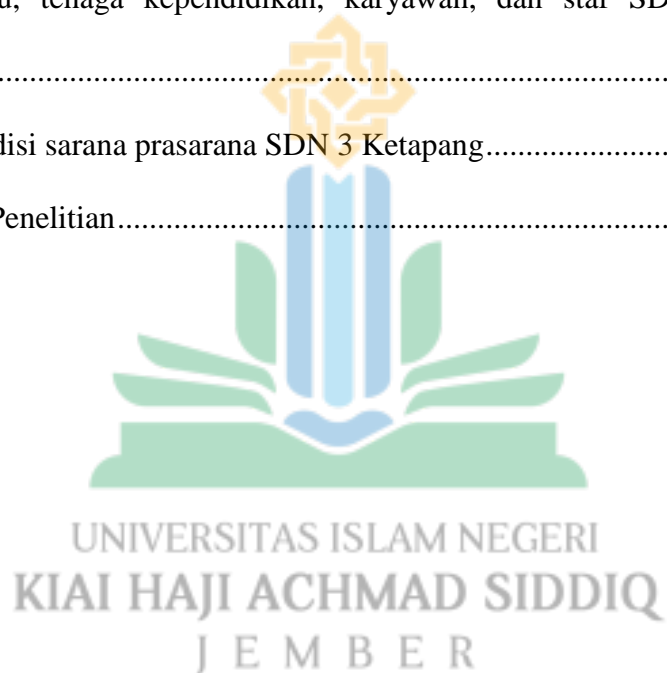 tenaga kependidikan, karyawan, dan staf SD
....................................................................................
disi sarana prasarana SDN 3 Ketapang........................
Penelitian......................................................................
UNIVERSITAS ISLAM NEGERI
KIAI HAJI ACHMAD SIDDIQ
JEMBER